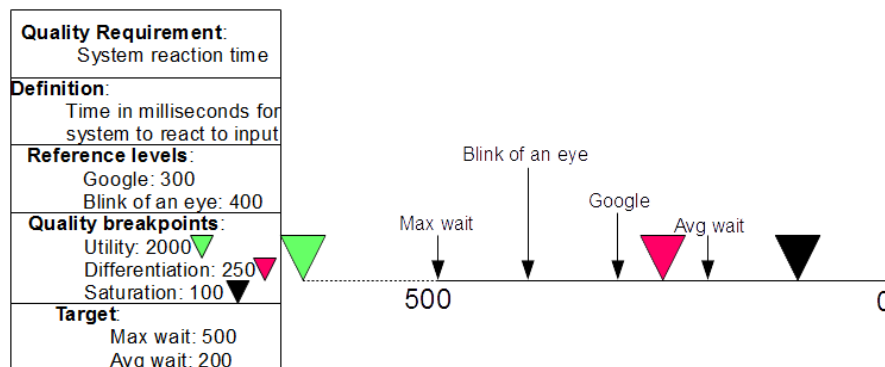 Quality Requirement:
System reaction time
Definition:
Time in milliseconds for
system to react to input
Reference levels:
Google: 300
Blink of an eye: 400
Quality breakpoints:
Utility: 2000
Differentiation: 250
Saturation: 100
Target:
Max wait: 500
Avg wait: 200
Blink of an eye
Google
Max wait
Avg wait
500
0